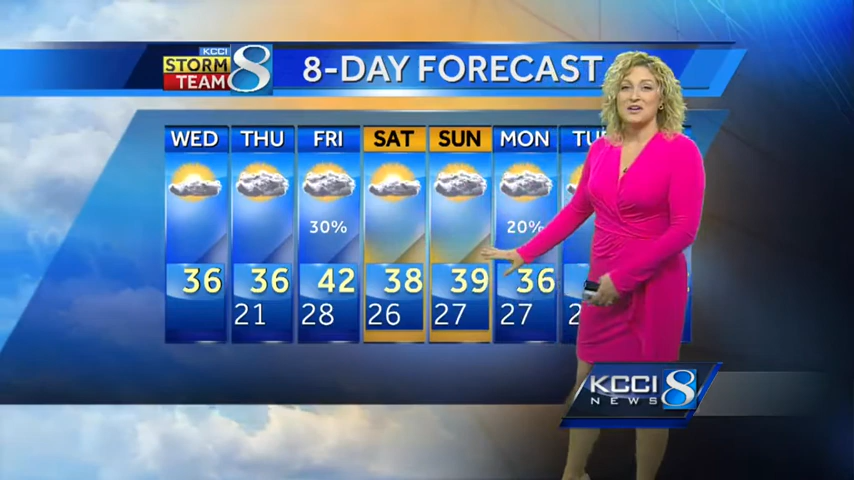 KCCI
STORM
TEAM
8
8-DAY FORECAST
WED THU FRI SAT SUN MON
30% 20%
36 36 42 38 39 36
21 28 26 27 27
KCCI 8
NEWS